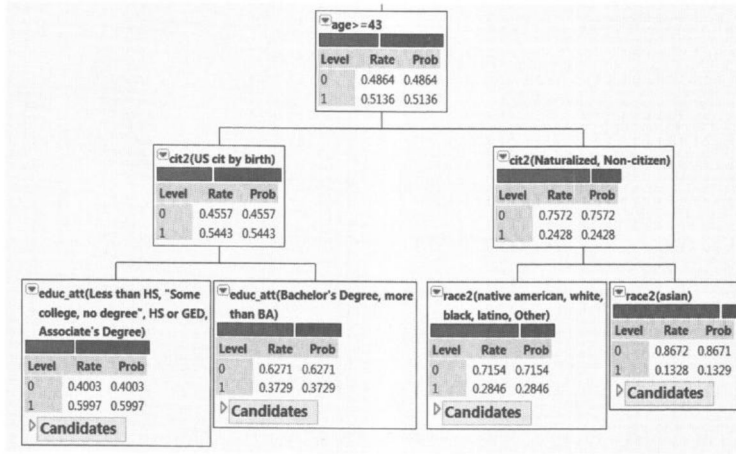 age>=43
Level Rate Prob
0 0.4864 0.4864
1 0.5136 0.5136
cit2(US cit by birth)
Level Rate Prob
0 0.4557 0.4557
1 0.5443 0.5443
cit2(Naturalized, Non-citizen)
Level Rate Prob
0 0.7572 0.7572
1 0.2428 0.2428
educ_att(Less than HS, "Some
college, no degree", HS or GED,
Associate's Degree)
Level Rate Prob
0 0.4003 0.4003
1 0.5997 0.5997
Candidates
educ_att(Bachelor's Degree, more
than BA)
Level Rate Prob
0 0.6271 0.6271
1 0.3729 0.3729
Candidates
race2(native american, white,
black, latino, Other)
Level Rate Prob
0 0.7154 0.7154
1 0.2846 0.2846
Candidates
race2(asian)
Level Rate Prob
0 0.8672 0.8671
1 0.1328 0.1329
Candidates